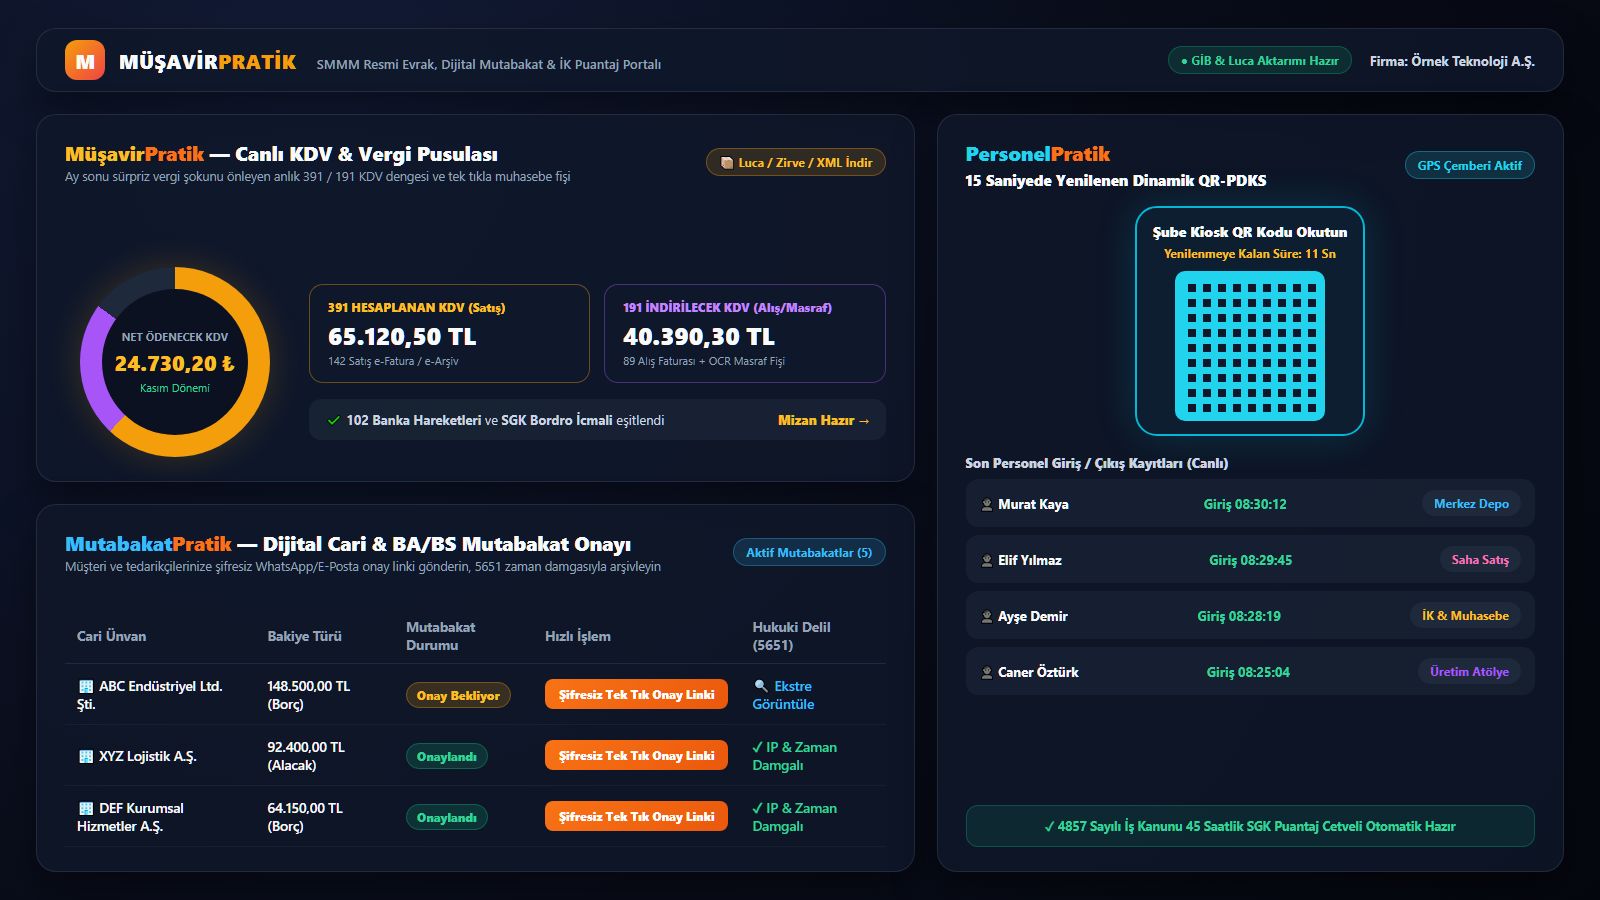 M MÜŞAVİRPRATİK SMMM Resmi Evrak, Dijital Mutabakat & İK Puantaj Portalı
● GİB & Luca Aktarımı Hazır
Firma: Örnek Teknoloji A.Ş.
MüşavirPratik — Canlı KDV & Vergi Pusulası
Ay sonu sürpriz vergi şokunu önleyen anlık 391 / 191 KDV dengesi ve tek tıkla muhasebe fişi
Luca / Zirve / XML İndir
NET ÖDENECEK KDV
24.730,20 ₺
Kasım Dönemi
391 HESAPLANAN KDV (Satış)
65.120,50 TL
142 Satış e-Fatura / e-Arşiv
191 İNDİRİLECEK KDV (Alış/Masraf)
40.390,30 TL
89 Alış Faturası + OCR Masraf Fişi
✔ 102 Banka Hareketleri ve SGK Bordro İcmali eşitlendi
Mizan Hazır →
MutabakatPratik — Dijital Cari & BA/BS Mutabakat Onayı
Müşteri ve tedarikçilerinize şifresiz WhatsApp/E-Posta onay linki gönderin, 5651 zaman damgasıyla arşivleyin
Aktif Mutabakatlar (5)
Cari Ünvan
Bakiye Türü
Mutabakat
Durumu
Hızlı İşlem
Hukuki Delil
(5651)
ABC Endüstriyel Ltd.
Şti.
148.500,00 TL
(Borç)
Onay Bekliyor
Şifresiz Tek Tık Onay Linki
🔍 Ekstre
Görüntüle
XYZ Lojistik A.Ş.
92.400,00 TL
(Alacak)
Onaylandı
Şifresiz Tek Tık Onay Linki
✓ IP & Zaman
Damgalı
DEF Kurumsal
Hizmetler A.Ş.
64.150,00 TL
(Borç)
Onaylandı
Şifresiz Tek Tık Onay Linki
✓ IP & Zaman
Damgalı
PersonelPratik
15 Saniyede Yenilenen Dinamik QR-PDKS
GPS Çemberi Aktif
Şube Kiosk QR Kodu Okutun
Yenilenmeye Kalan Süre: 11 Sn
Son Personel Giriş / Çıkış Kayıtları (Canlı)
Murat Kaya Giriş 08:30:12 Merkez Depo
Elif Yılmaz Giriş 08:29:45 Saha Satış
Ayşe Demir Giriş 08:28:19 İK & Muhasebe
Caner Öztürk Giriş 08:25:04 Üretim Atölye
✓ 4857 Sayılı İş Kanunu 45 Saatlik SGK Puantaj Cetveli Otomatik Hazır